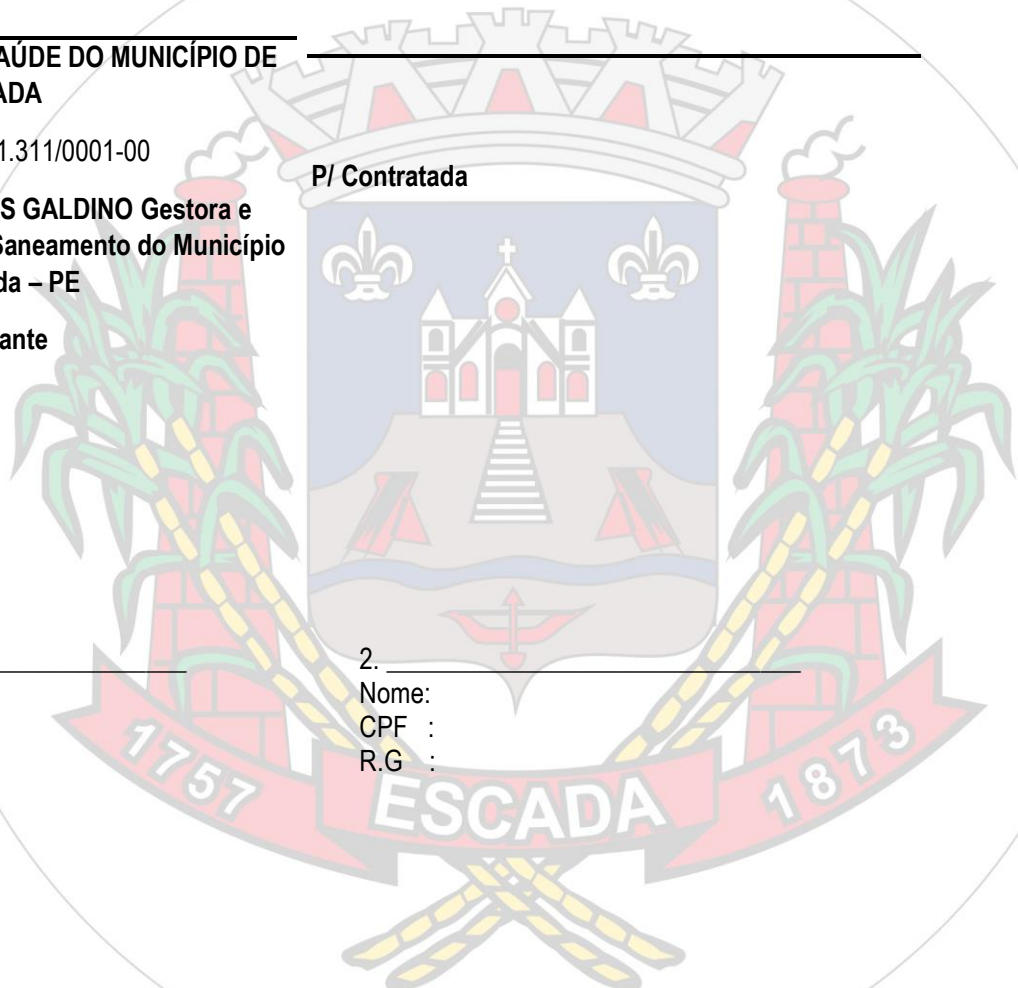 AÚDE DO MUNICÍPIO DE
ADA
1.311/0001-00
S GALDINO Gestora e
Saneamento do Município
da – PE
ante
P/ Contratada
2.
Nome:
CPF :
R.G :
1757 ESCADA 1873